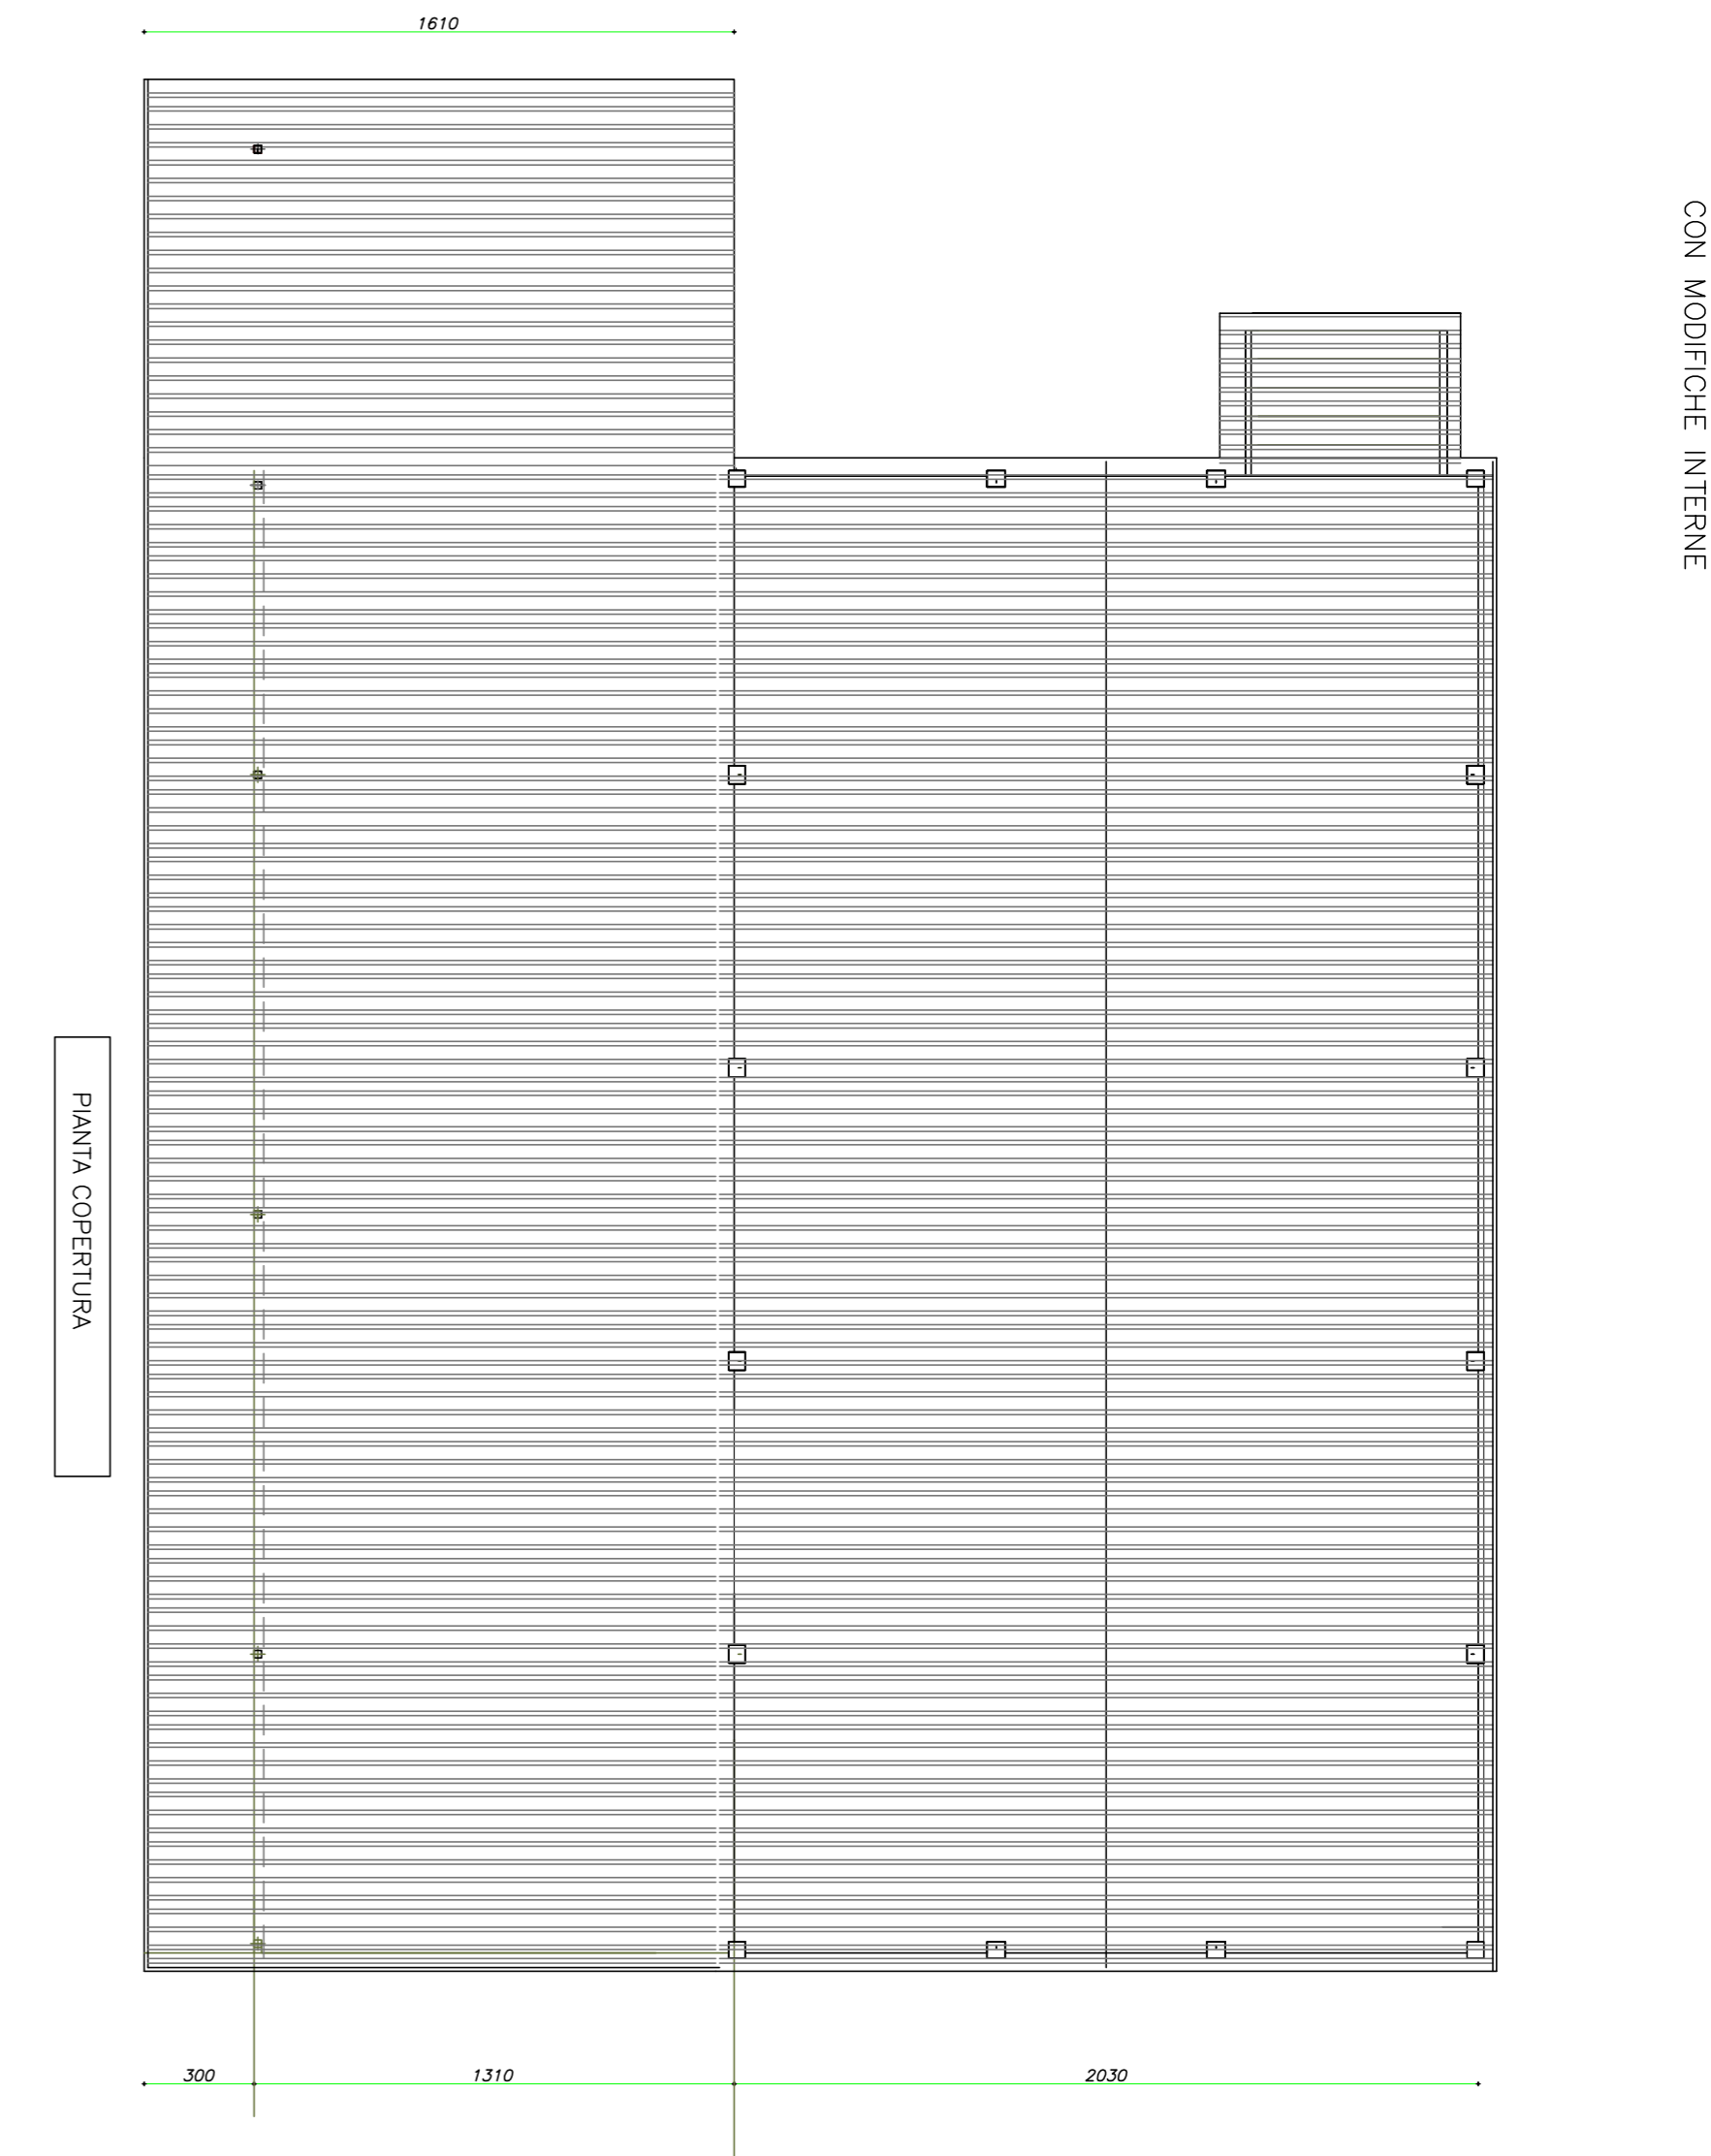 1610
CON MODIFICHE INTERNE
PIANTA COPERTURA
300
1310
2030